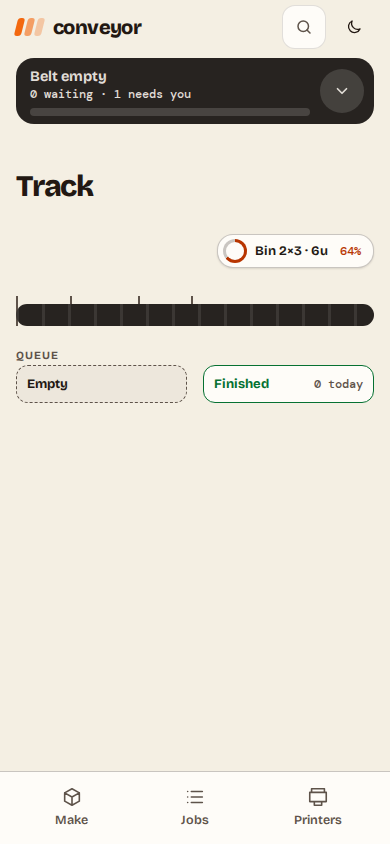 conveyor
Belt empty
0 waiting · 1 needs you
Track
Bin 2×3 · 6u 64%
QUEUE
Empty
Finished 0 today
Make Jobs Printers